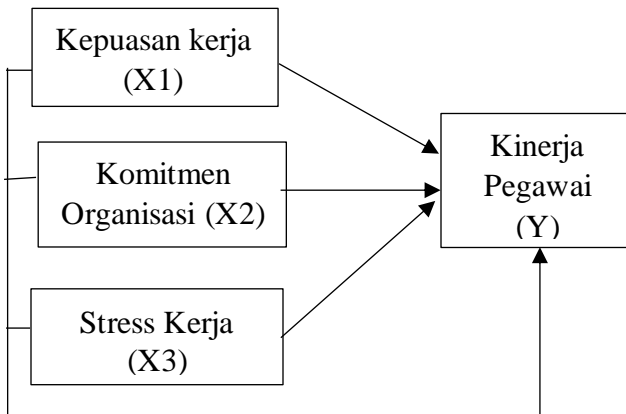 Kepuasan kerja
(X1)
Komitmen
Organisasi (X2)
Stress Kerja
(X3)
Kinerja
Pegawai
(Y)